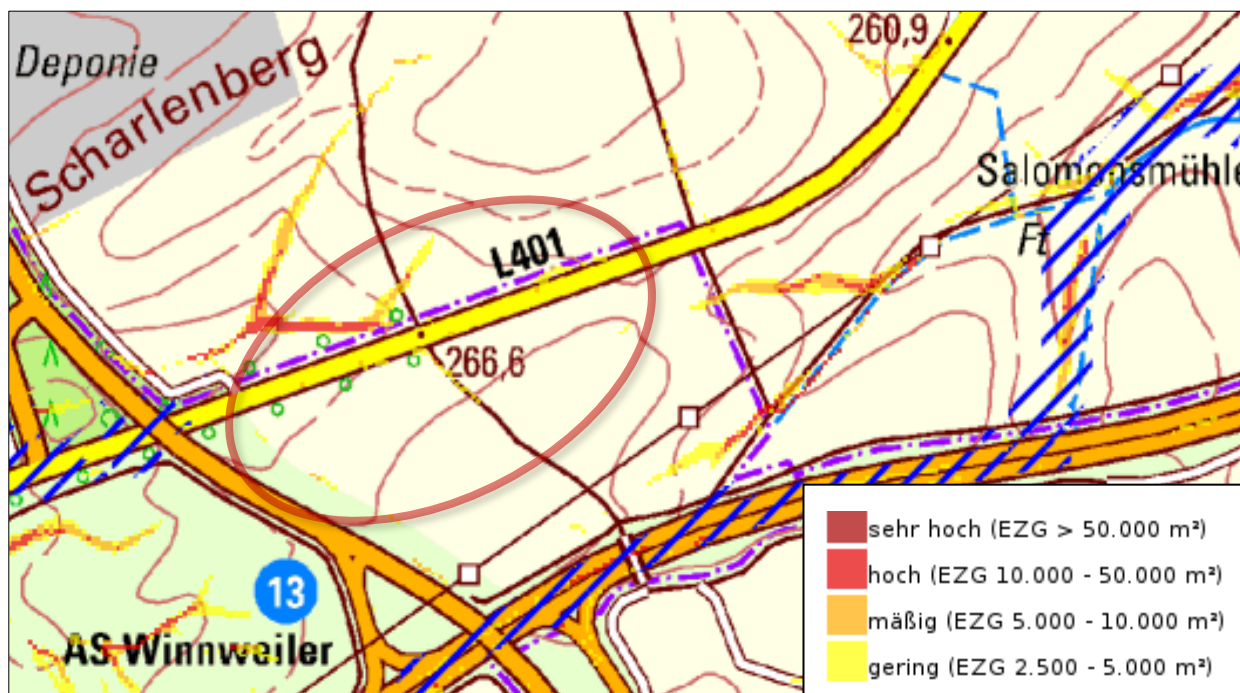 Deponie
Scharlenberg
260,9
Salomonsmühle
Ft
L401
266,6
13
AS Winnweiler
sehr hoch (EZG > 50.000 m²)
hoch (EZG 10.000 - 50.000 m²)
mäßig (EZG 5.000 - 10.000 m²)
gering (EZG 2.500 - 5.000 m²)